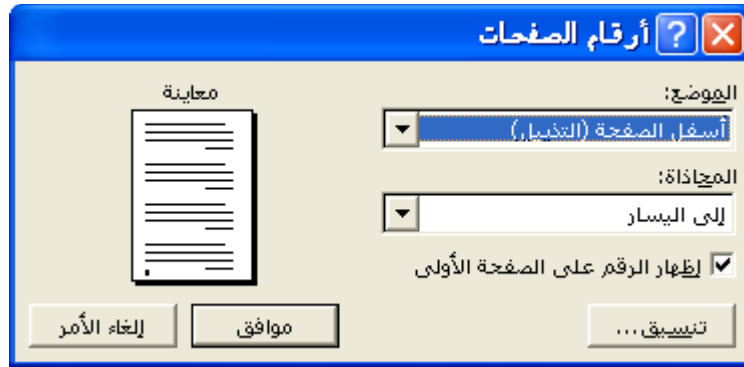 أرقام الصفحات
الموضع:
أسفل الصفحة (التذييل)
المحاذاة:
إلى اليسار
إظهار الرقم على الصفحة الأولى
تنسيق...
معاينة
موافق
إلغاء الأمر